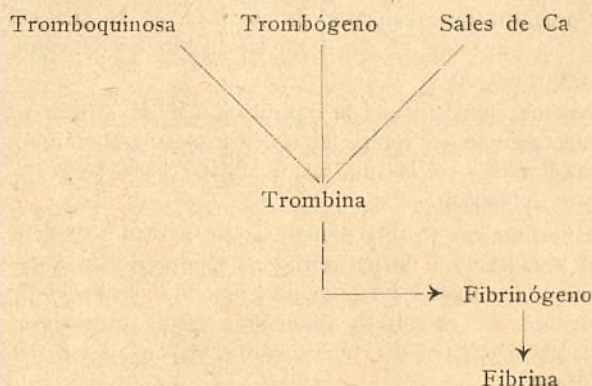 Tromboquinosa Trombógeno Sales de Ca
Trombina
Fibrinógeno
Fibrina